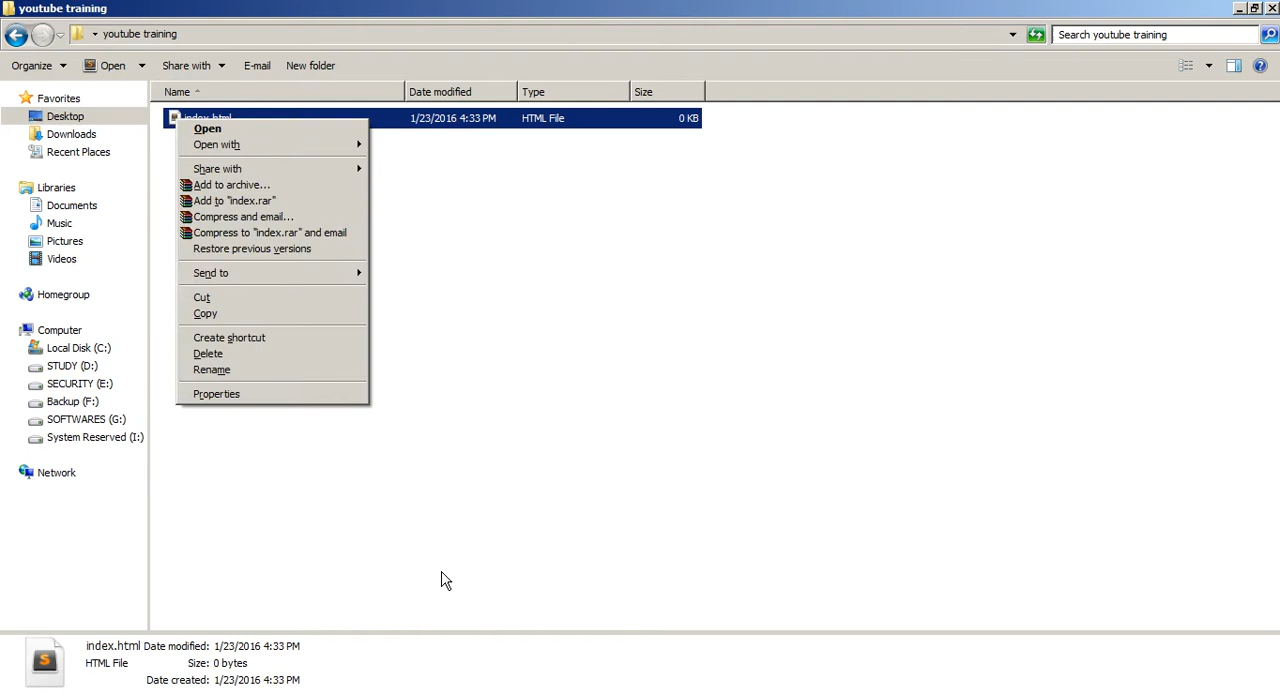 youtube training
youtube training
Search youtube training
Organize Open Share with E-mail New folder
Name Date modified Type Size
Favorites
Desktop
Downloads
Recent Places
Libraries
Documents
Music
Pictures
Videos
Homegroup
Computer
Local Disk (C:)
STUDY (D:)
SECURITY (E:)
Backup (F:)
SOFTWARES (G:)
System Reserved (I:)
Network
index.html 1/23/2016 4:33 PM HTML File 0 KB
Open
Open with
Share with
Add to archive...
Add to "index.rar"
Compress and email...
Compress to "index.rar" and email
Restore previous versions
Send to
Cut
Copy
Create shortcut
Delete
Rename
Properties
index.html Date modified: 1/23/2016 4:33 PM
HTML File Size: 0 bytes
Date created: 1/23/2016 4:33 PM